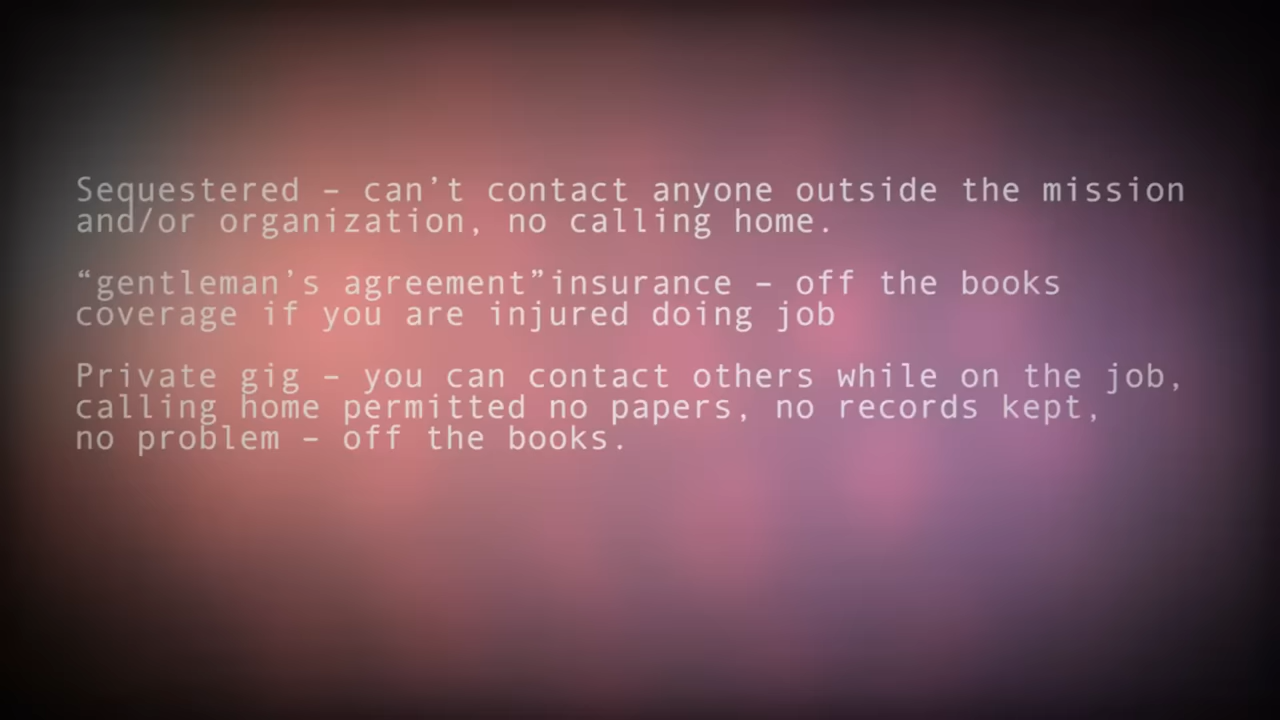 Sequestered – can’t contact anyone outside the mission
and/or organization, no calling home.
“gentleman’s agreement”insurance – off the books
coverage if you are injured doing job
Private gig – you can contact others while on the job,
calling home permitted no papers, no records kept,
no problem – off the books.